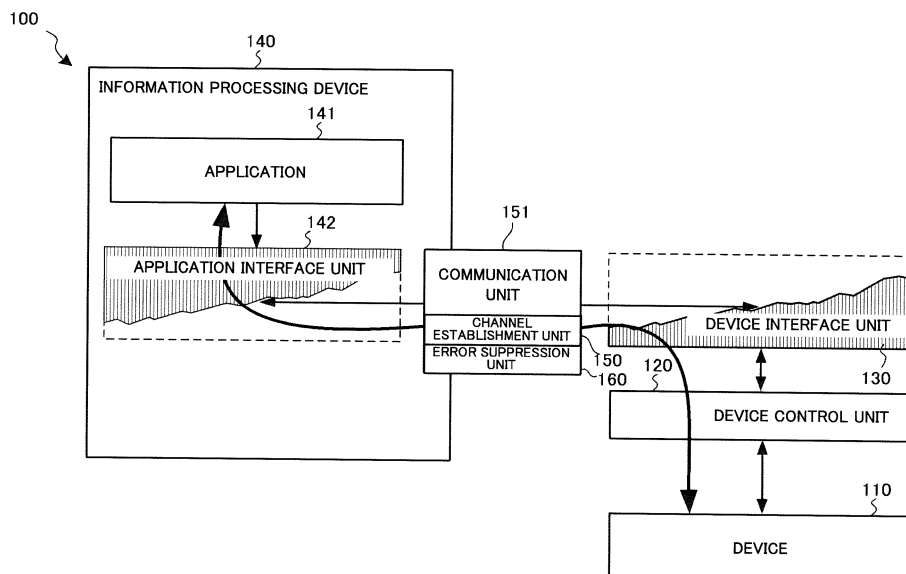 100
140
INFORMATION PROCESSING DEVICE
141
APPLICATION
142
APPLICATION INTERFACE UNIT
151
COMMUNICATION
UNIT
CHANNEL
ESTABLISHMENT UNIT
150
ERROR SUPPRESSION
UNIT
160
DEVICE INTERFACE UNIT
130
120
DEVICE CONTROL UNIT
110
DEVICE